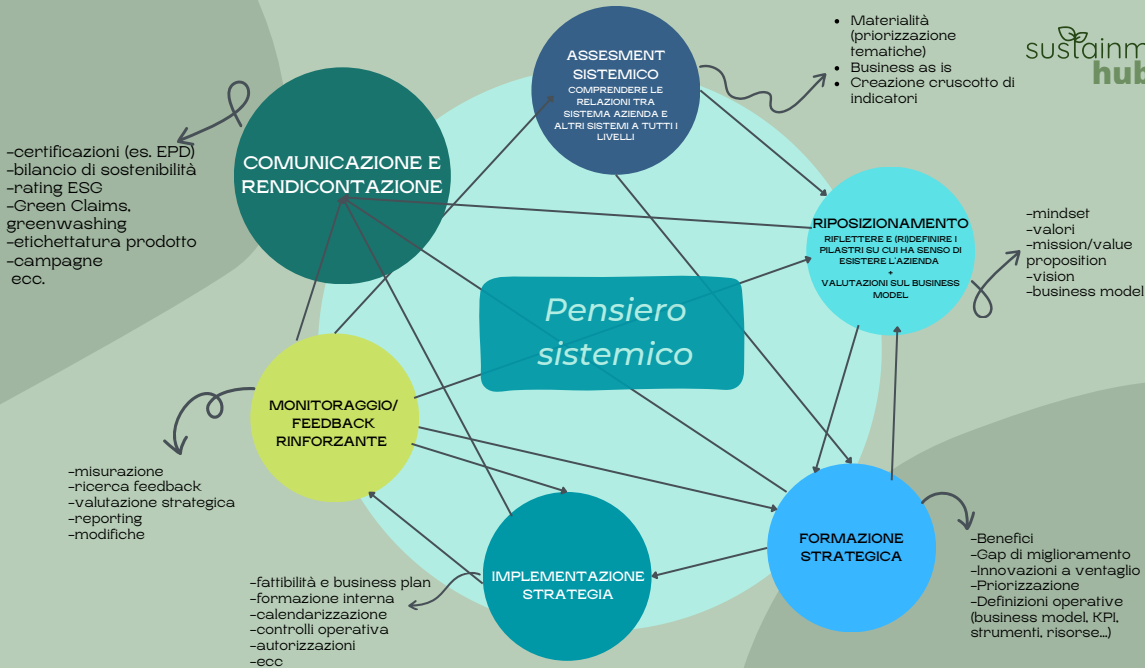 ASSESMENT
SISTEMICO
COMPRENDERE LE
RELAZIONI TRA
SISTEMA AZIENDA E
ALTRI SISTEMI A TUTTI I
LIVELLI
• Materialità
(priorizzazione
tematiche)
• Business as is
• Creazione cruscotto di
indicatori
sustainm
hub
COMUNICAZIONE E
RENDICONTAZIONE
-certificazioni (es. EPD)
-bilancio di sostenibilità
-rating ESG
-Green Claims,
greenwashing
-etichettatura prodotto
-campagne
ecc.
RIPOSIZIONAMENTO
RIFLETTERE E (RI)DEFINIRE I
PILASTRI SU CUI HA SENSO DI
ESISTERE L'AZIENDA
+
VALUTAZIONI SUL BUSINESS
MODEL
-mindset
-valori
-mission/value
proposition
-vision
-business model
Pensiero
sistemico
MONITORAGGIO/
FEEDBACK
RINFORZANTE
-misurazione
-ricerca feedback
-valutazione strategica
-reporting
-modifiche
FORMAZIONE
STRATEGICA
-Benefici
-Gap di miglioramento
-Innovazioni a ventaglio
-Priorizzazione
-Definizioni operative
(business model, KPI,
strumenti, risorse...)
IMPLEMENTAZIONE
STRATEGIA
-fattibilità e business plan
-formazione interna
-calendarizzazione
-controlli operativa
-autorizzazioni
-ecc